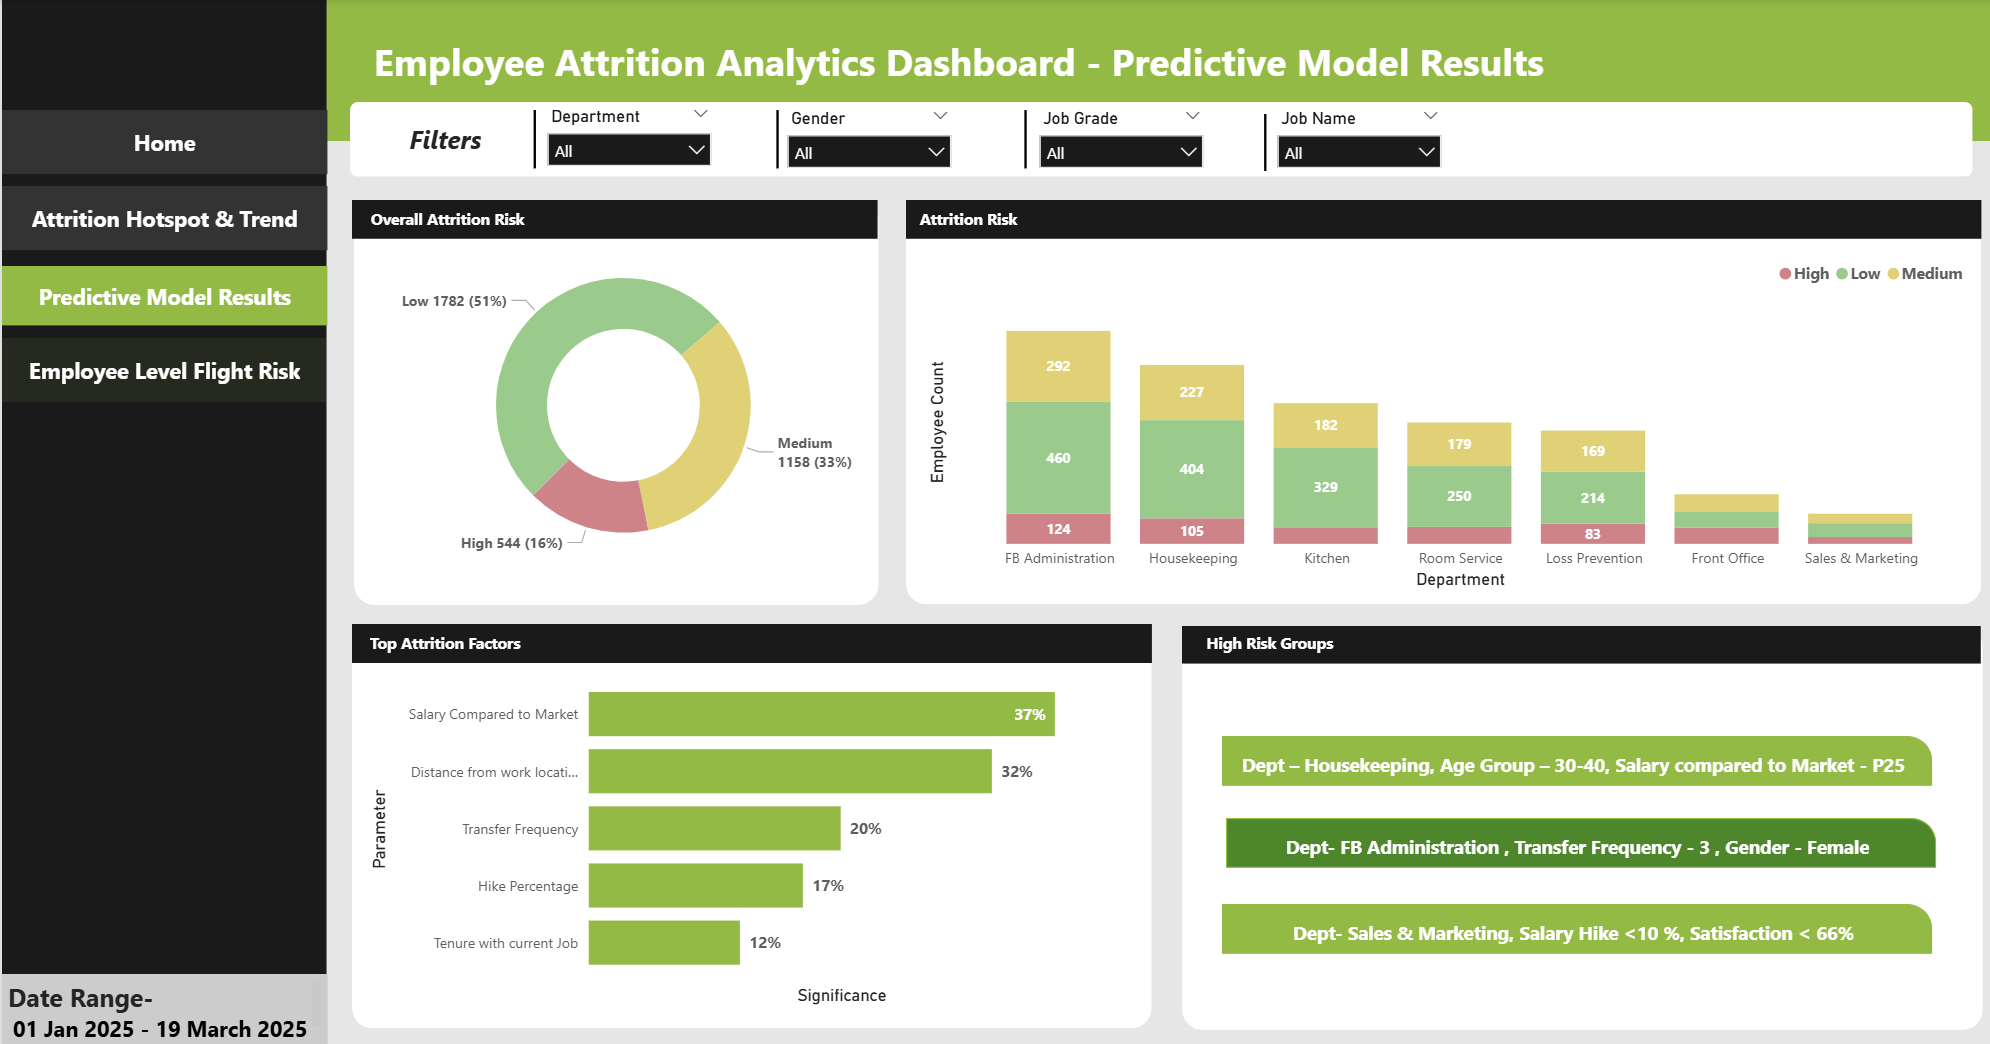 Employee Attrition Analytics Dashboard - Predictive Model Results
Home
Attrition Hotspot & Trend
Predictive Model Results
Employee Level Flight Risk
Date Range-
01 Jan 2025 - 19 March 2025
Filters
Department
All
Gender
All
Job Grade
All
Job Name
All
Overall Attrition Risk
Low 1782 (51%)
Medium
1158 (33%)
High 544 (16%)
Attrition Risk
High Low Medium
Employee Count
292
460
124
227
404
105
182
329
179
250
169
214
83
FB Administration
Housekeeping
Kitchen
Room Service
Loss Prevention
Front Office
Sales & Marketing
Department
Top Attrition Factors
Parameter
Salary Compared to Market
37%
Distance from work locati...
32%
Transfer Frequency
20%
Hike Percentage
17%
Tenure with current Job
12%
Significance
High Risk Groups
Dept – Housekeeping, Age Group – 30-40, Salary compared to Market - P25
Dept- FB Administration , Transfer Frequency - 3 , Gender - Female
Dept- Sales & Marketing, Salary Hike <10 %, Satisfaction < 66%